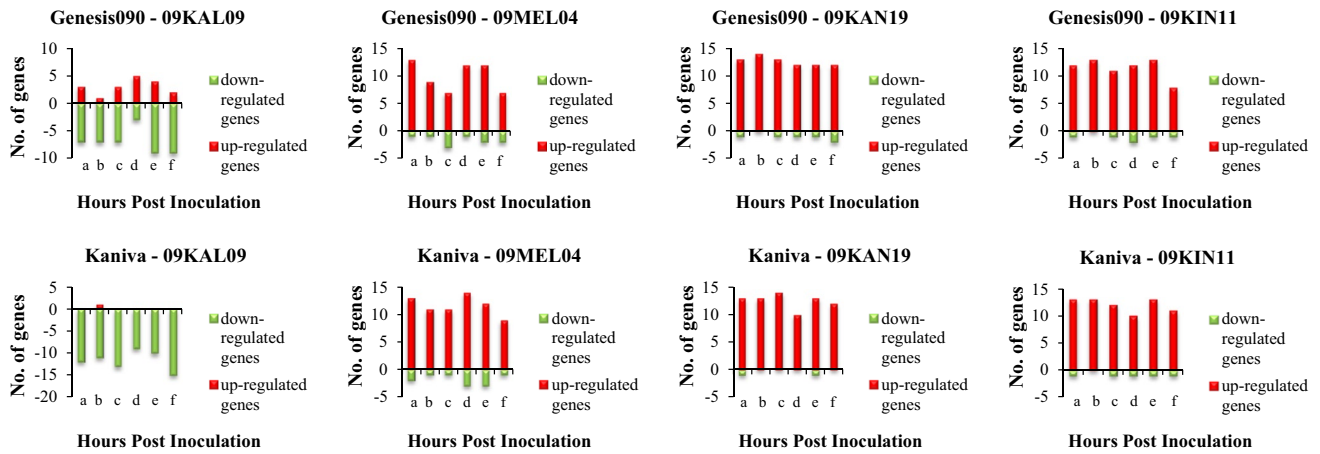 Genesis090 - 09KAL09
No. of genes
10
5
0
-5
-10
a b c d e f
Hours Post Inoculation
down-
regulated
genes
up-regulated
genes
Genesis090 - 09MEL04
No. of genes
15
10
5
0
-5
a b c d e f
Hours Post Inoculation
down-
regulated
genes
up-regulated
genes
Genesis090 - 09KAN19
No. of genes
15
10
5
0
-5
a b c d e f
Hours Post Inoculation
down-
regulated
genes
up-regulated
genes
Genesis090 - 09KIN11
No. of genes
15
10
5
0
-5
a b c d e f
Hours Post Inoculation
down-
regulated
genes
up-regulated
genes
Kaniva - 09KAL09
No. of genes
5
0
-5
-10
-15
-20
a b c d e f
Hours Post Inoculation
down-
regulated
genes
up-regulated
genes
Kaniva - 09MEL04
No. of genes
15
10
5
0
-5
a b c d e f
Hours Post Inoculation
down-
regulated
genes
up-regulated
genes
Kaniva - 09KAN19
No. of genes
15
10
5
0
-5
a b c d e f
Hours Post Inoculation
down-
regulated
genes
up-regulated
genes
Kaniva - 09KIN11
No. of genes
15
10
5
0
-5
a b c d e f
Hours Post Inoculation
down-
regulated
genes
up-regulated
genes